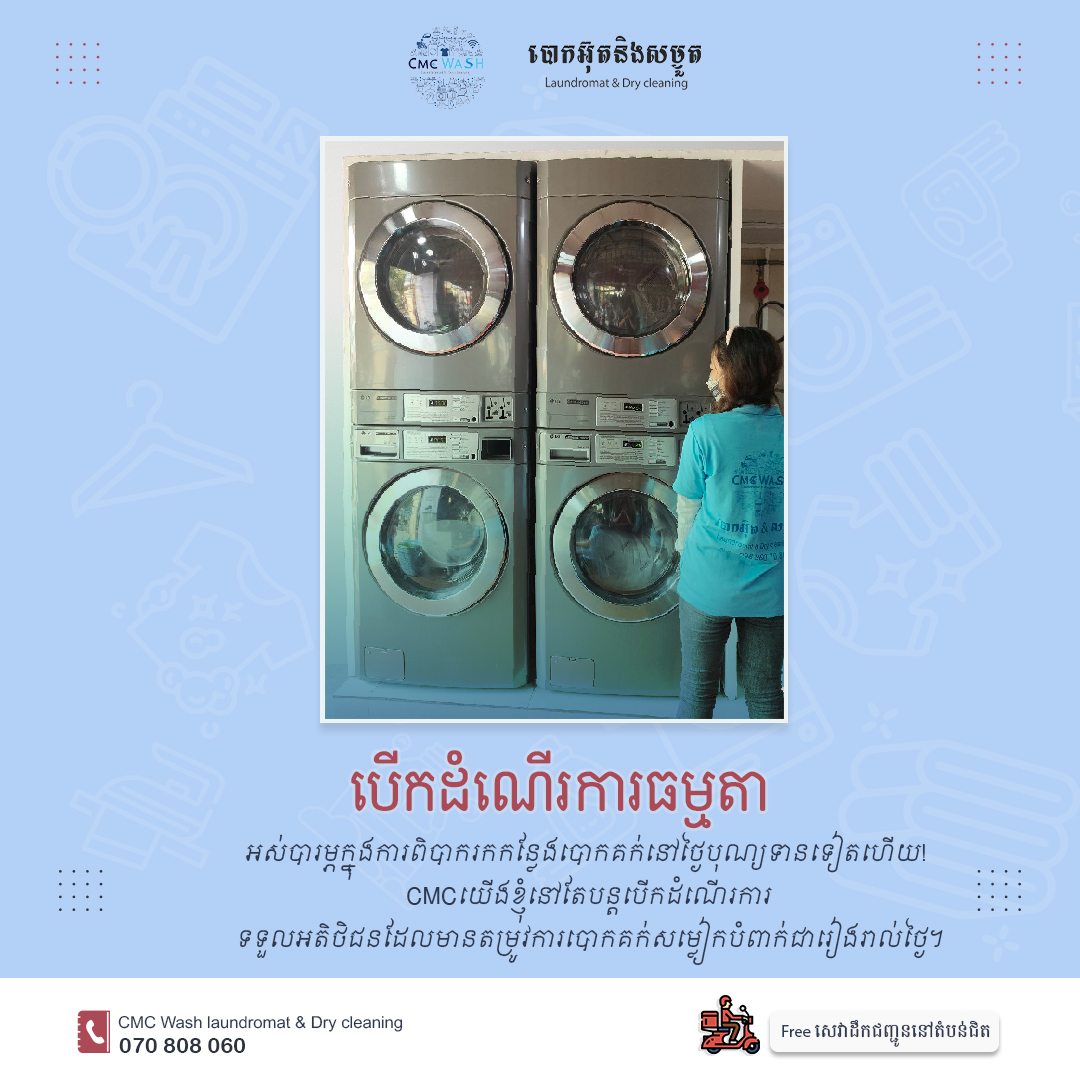 CMC WASH
បោកអ៊ុតនិងសម្ងួត
Laundromat & Dry cleaning
LG
LG
CMC WASH
បើកដំណើរការធម្មតា
អស់បារម្ភក្នុងការពិបាករកកន្លែងបោកគក់នៅថ្ងៃបុណ្យទានទៀតហើយ!
CMCយើងខ្ញុំនៅតែបន្តបើកដំណើរការ
ទទួលអតិថិជនដែលមានតម្រូវការបោកគក់សម្លៀកបំពាក់ជារៀងរាល់ថ្ងៃ។
CMC Wash laundromat & Dry cleaning
070 808 060
Free សេវាដឹកជញ្ជូននៅតំបន់ជិត